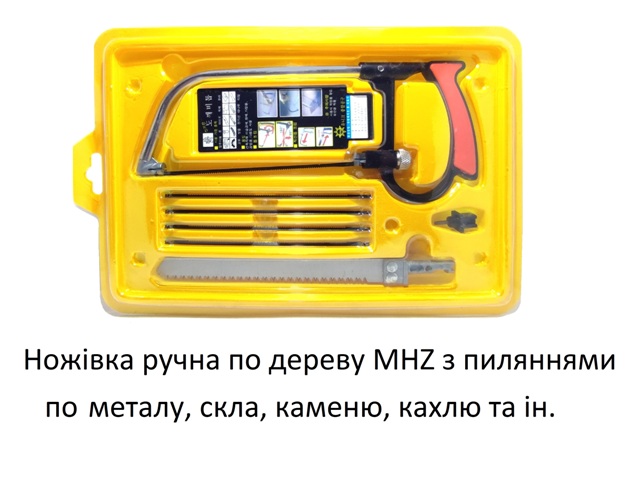 Ножівка ручна по дереву MHZ з пиляннями
по металу, скла, каменю, кахлю та ін.